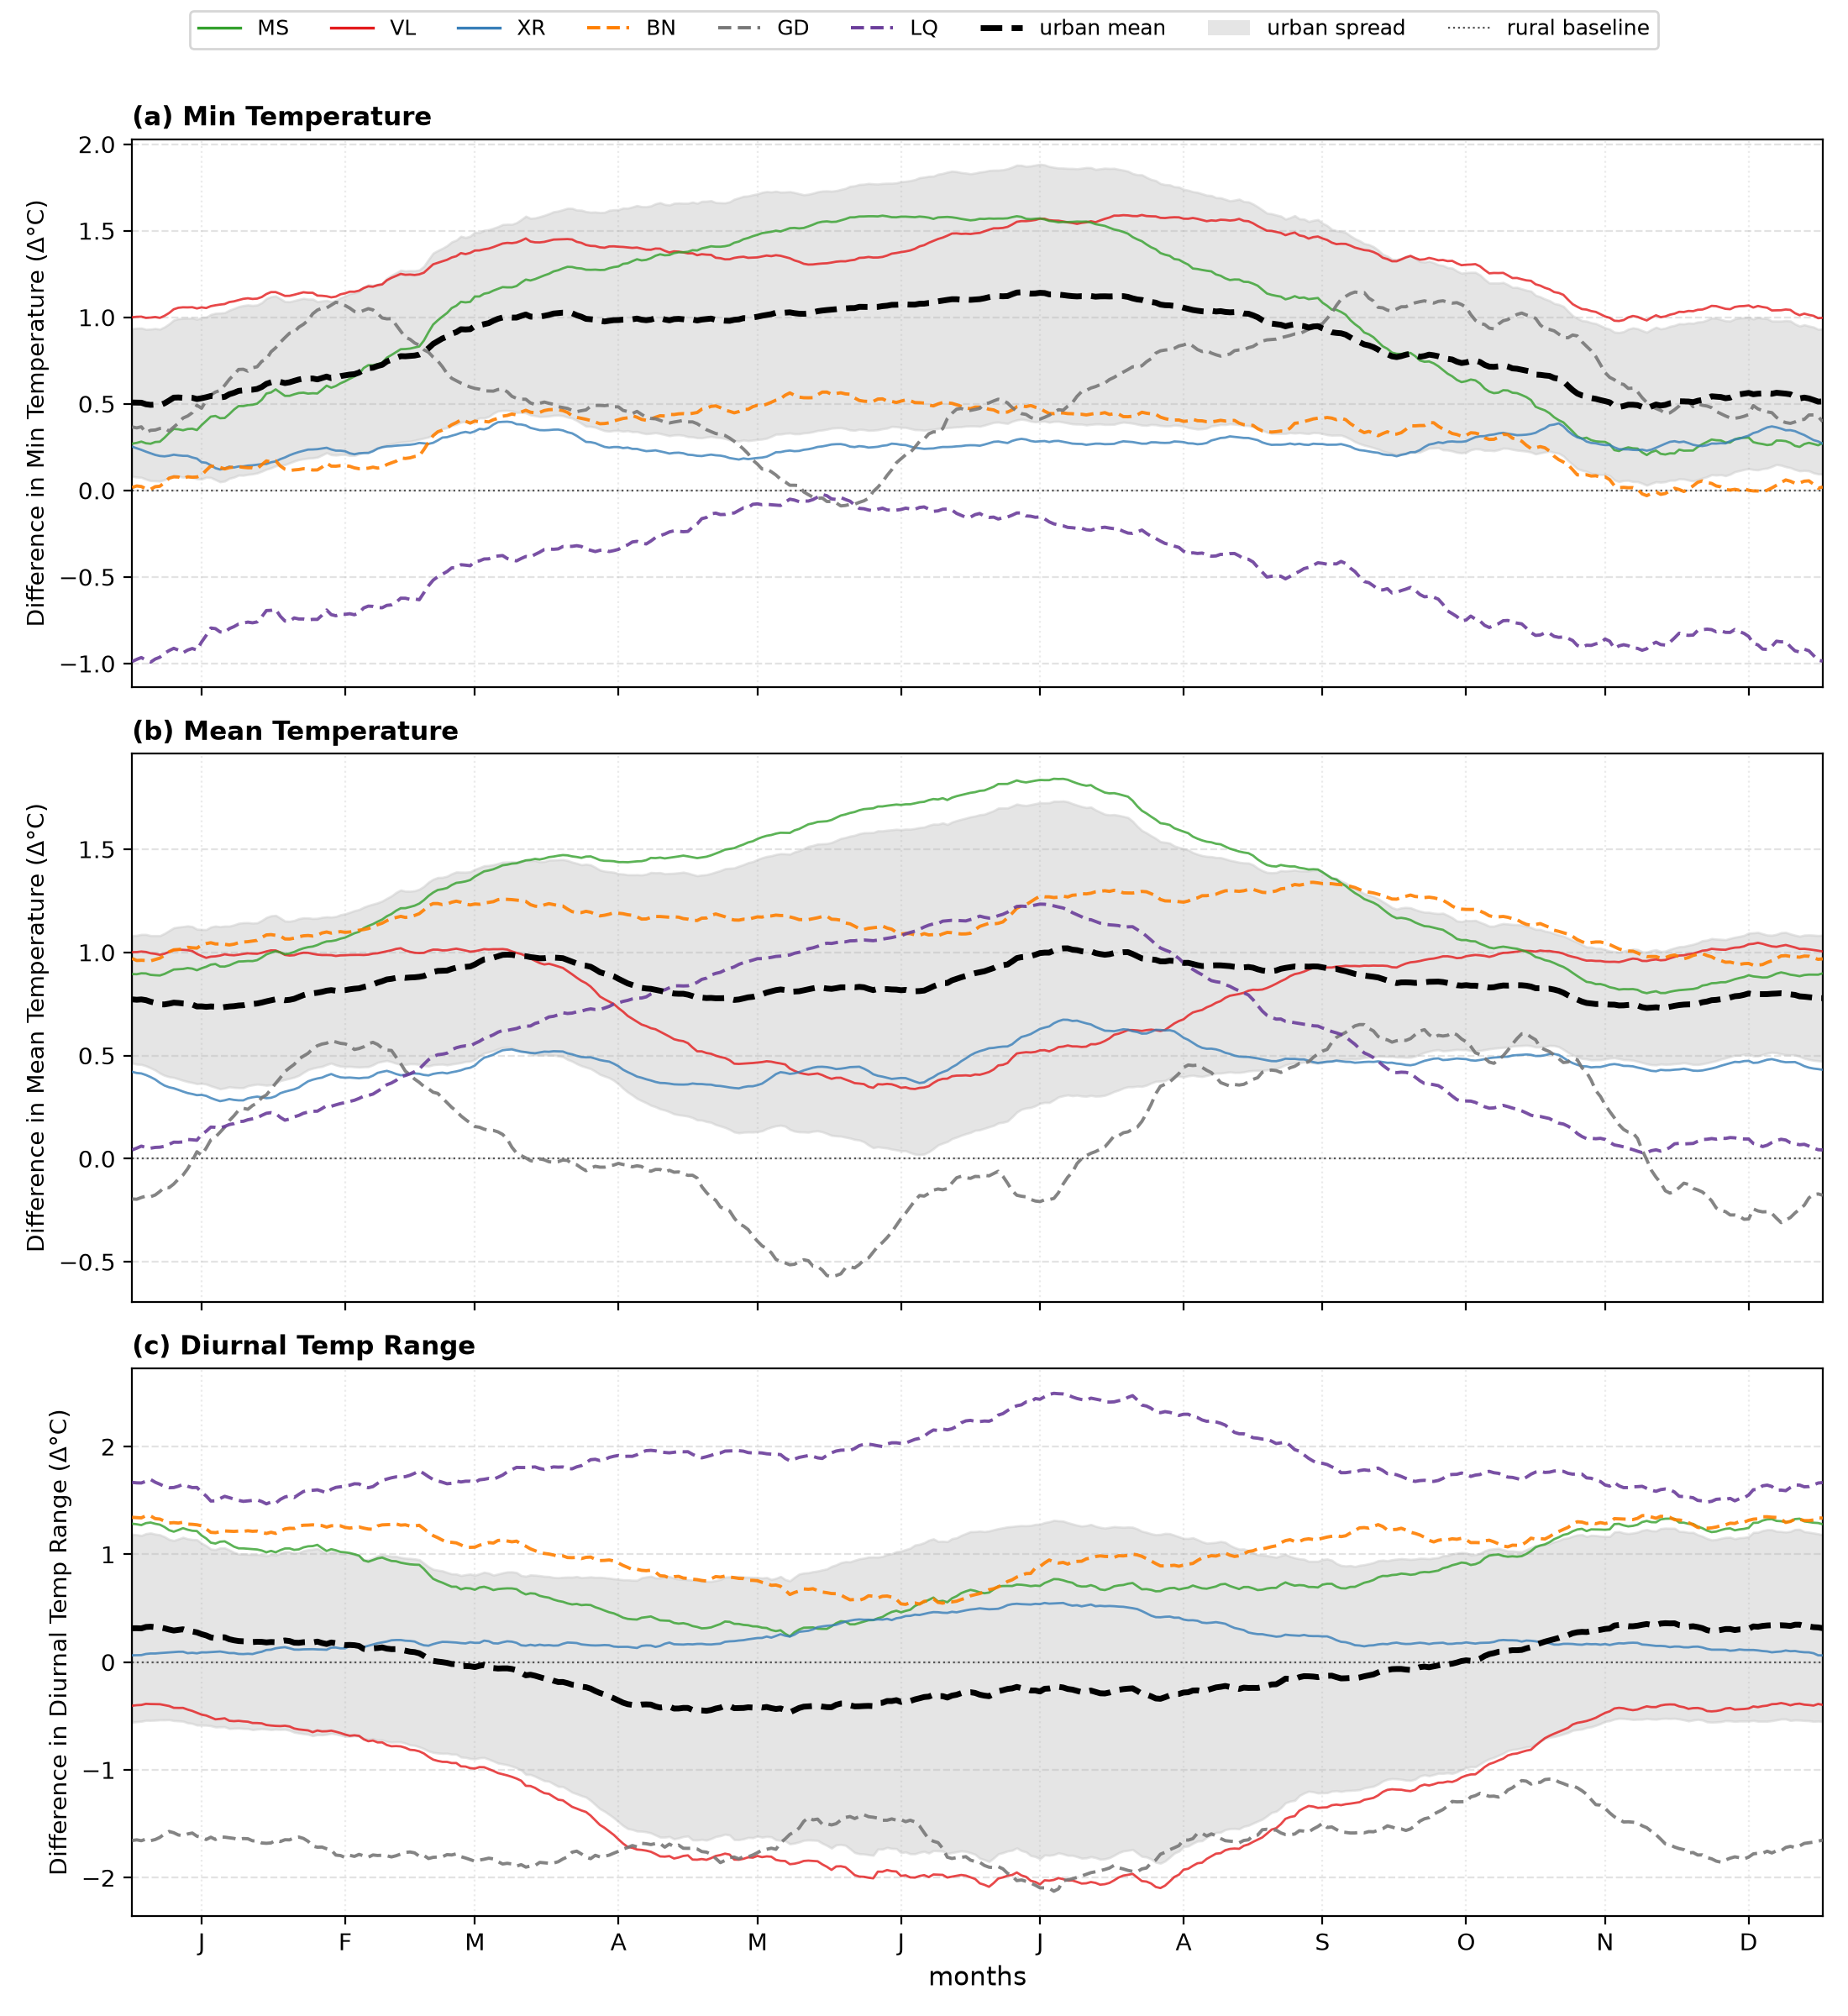 MS VL XR BN GD LQ urban mean urban spread rural baseline
(a) Min Temperature
Difference in Min Temperature (Δ°C)
2.0
1.5
1.0
0.5
0.0
−0.5
−1.0
(b) Mean Temperature
Difference in Mean Temperature (Δ°C)
1.5
1.0
0.5
0.0
−0.5
(c) Diurnal Temp Range
Difference in Diurnal Temp Range (Δ°C)
2
1
0
−1
−2
J F M A M J J A S O N D
months